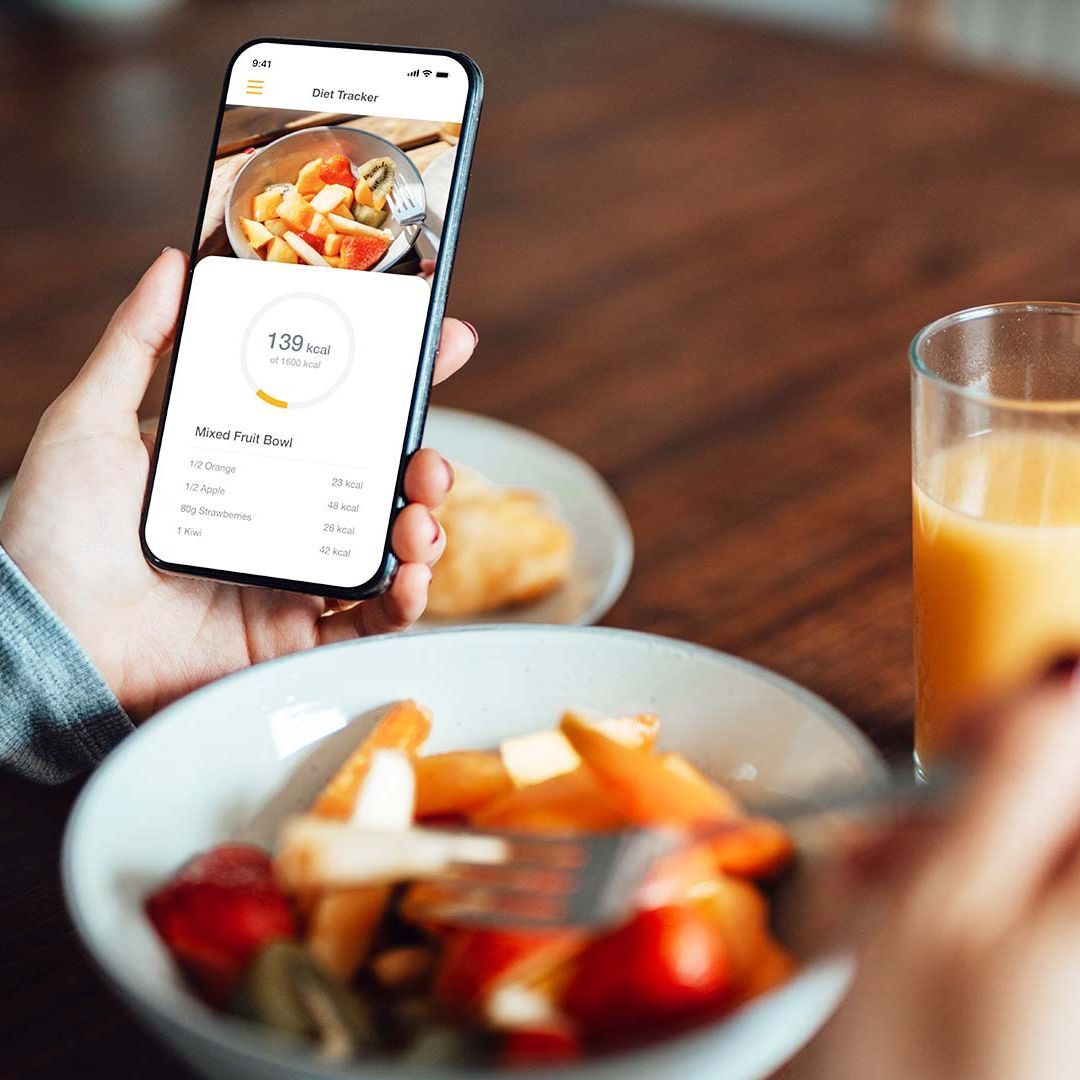 9:41
Diet Tracker
139 kcal
of 1600 kcal
Mixed Fruit Bowl
1/2 Orange 23 kcal
1/2 Apple 48 kcal
80g Strawberries 26 kcal
1 Kiwi 42 kcal